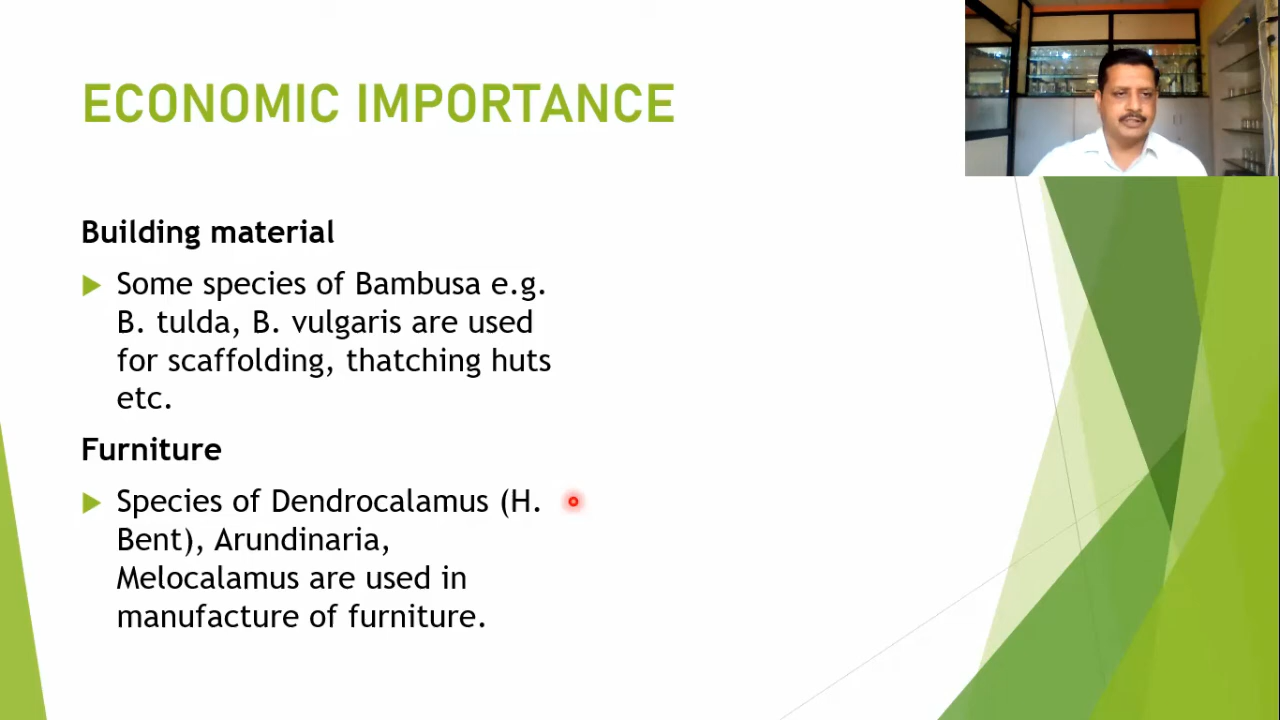 ECONOMIC IMPORTANCE
Building material
Some species of Bambusa e.g.
B. tulda, B. vulgaris are used
for scaffolding, thatching huts
etc.
Furniture
Species of Dendrocalamus (H.
Bent), Arundinaria,
Melocalamus are used in
manufacture of furniture.